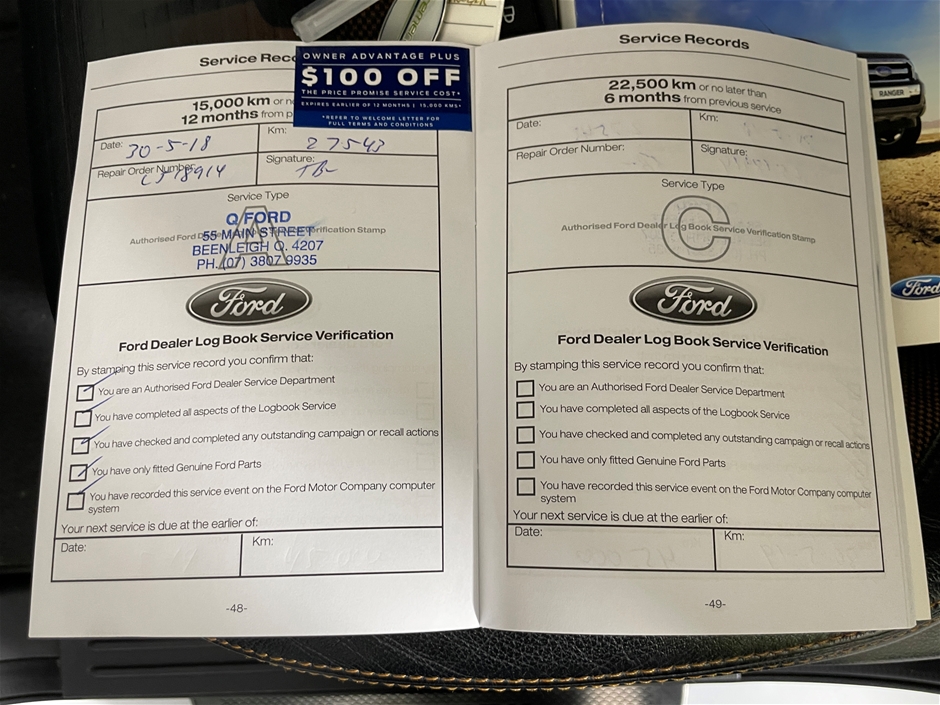 Service Reco
OWNER ADVANTAGE PLUS
$100 OFF
THE PRICE PROMISE SERVICE COST*
EXPIRES EARLIER OF 12 MONTHS | 15,000 KMS*
*REFER TO WELCOME LETTER FOR
FULL TERMS AND CONDITIONS
15,000 km or n
12 months from p
Date: 30-5-18
Km: 27543
Repair Order Number:
Signature:
Service Type
A
Authorised Ford D Verification Stamp
Q FORD
55 MAIN STREET
BEENLEIGH Q. 4207
PH. (07) 3807 9935
Ford
Ford Dealer Log Book Service Verification
By stamping this service record you confirm that:
You are an Authorised Ford Dealer Service Department
You have completed all aspects of the Logbook Service
You have checked and completed any outstanding campaign or recall actions
You have only fitted Genuine Ford Parts
You have recorded this service event on the Ford Motor Company computer
system
Your next service is due at the earlier of:
Date:
Km:
-48-
Service Records
22,500 km or no later than
6 months from previous service
Date:
Km:
Repair Order Number:
Signature:
Service Type
C
Authorised Ford Dealer Log Book Service Verification Stamp
Ford
Ford Dealer Log Book Service Verification
By stamping this service record you confirm that:
You are an Authorised Ford Dealer Service Department
You have completed all aspects of the Logbook Service
You have checked and completed any outstanding campaign or recall actions
You have only fitted Genuine Ford Parts
You have recorded this service event on the Ford Motor Company computer
system
Your next service is due at the earlier of:
Date:
Km:
-49-
RANGER
Ford